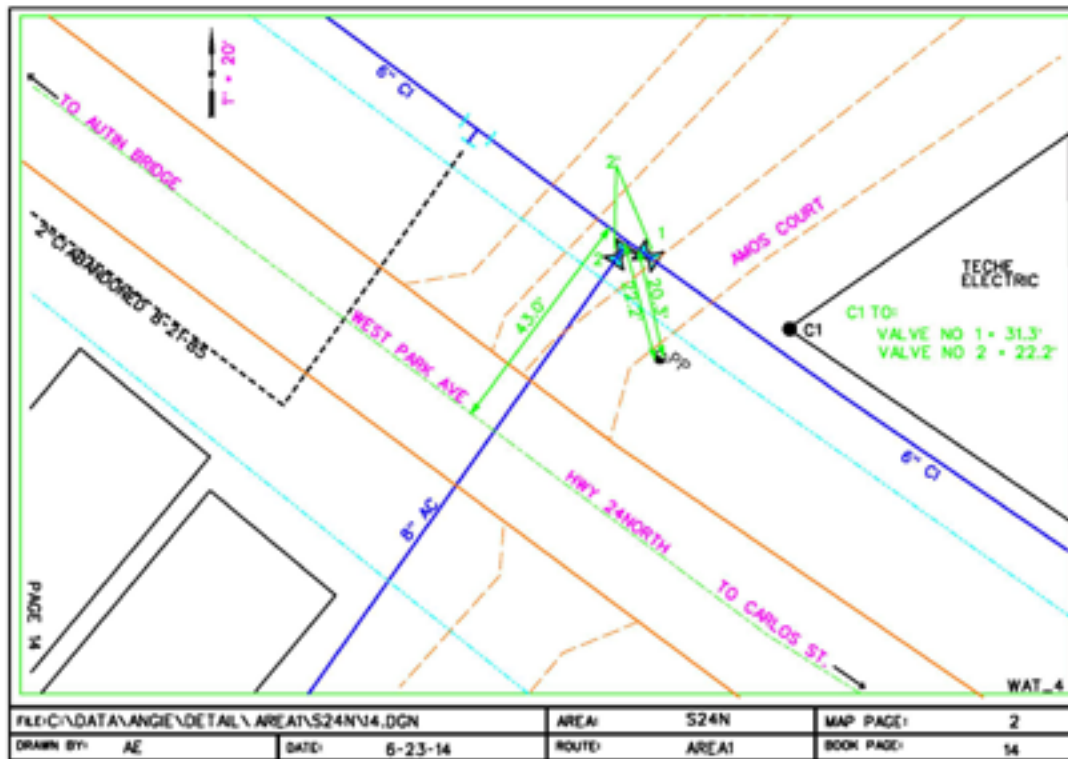 1" = 20'
6" CI
TO AUTIN BRIDGE
2'
1
2
AMOS COURT
TECHE
ELECTRIC
2" CI ABANDONED 8-21-85
43.0'
20.3'
22.2'
C1
C1 TO:
VALVE NO 1 = 31.3'
VALVE NO 2 = 22.2'
WEST PARK AVE
PP
6" CI
8" AC
HWY 24NORTH
TO CARLOS ST.
PAGE 14
WAT_4
FILE:C:\DATA\ANGIE\DETAIL\AREA1\S24N\14.DGN
AREA: S24N
MAP PAGE: 2
DRAWN BY: AE
DATE: 6-23-14
ROUTE: AREA1
BOOK PAGE: 14